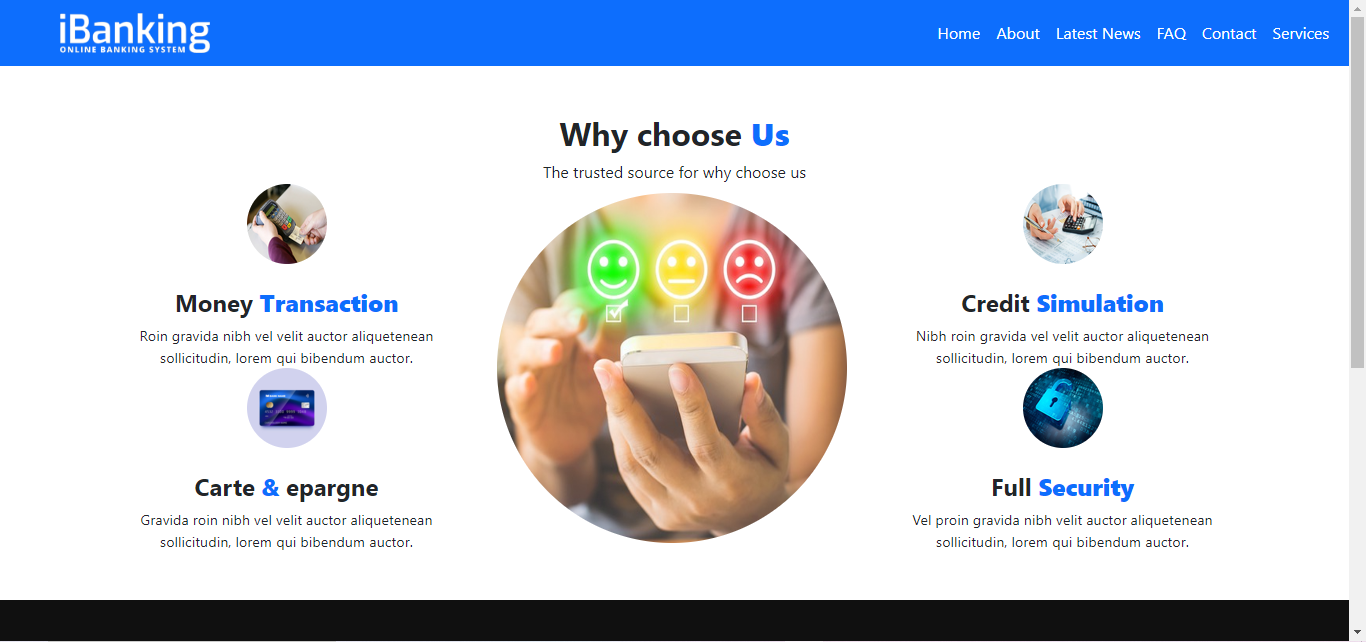 iBanking
ONLINE BANKING SYSTEM
Home About Latest News FAQ Contact Services
Why choose Us
The trusted source for why choose us
Money Transaction
Roin gravida nibh vel velit auctor aliquetenean
sollicitudin, lorem qui bibendum auctor.
Carte & epargne
Gravida roin nibh vel velit auctor aliquetenean
sollicitudin, lorem qui bibendum auctor.
Credit Simulation
Nibh roin gravida vel velit auctor aliquetenean
sollicitudin, lorem qui bibendum auctor.
Full Security
Vel proin gravida nibh velit auctor aliquetenean
sollicitudin, lorem qui bibendum auctor.